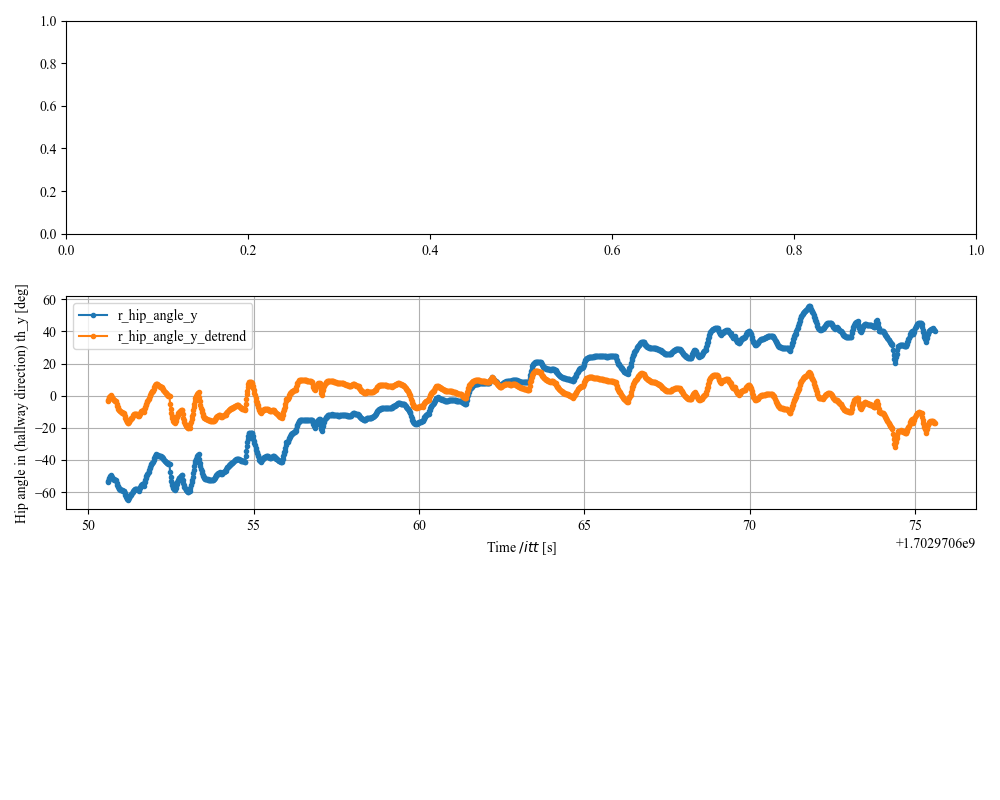 1.0
0.8
0.6
0.4
0.2
0.0
0.0 0.2 0.4 0.6 0.8 1.0
Hip angle in (hallway direction) th_y [deg]
60
40
20
0
−20
−40
−60
r_hip_angle_y
r_hip_angle_y_detrend
50 55 60 65 70 75
+1.7029706e9
Time /itt [s]